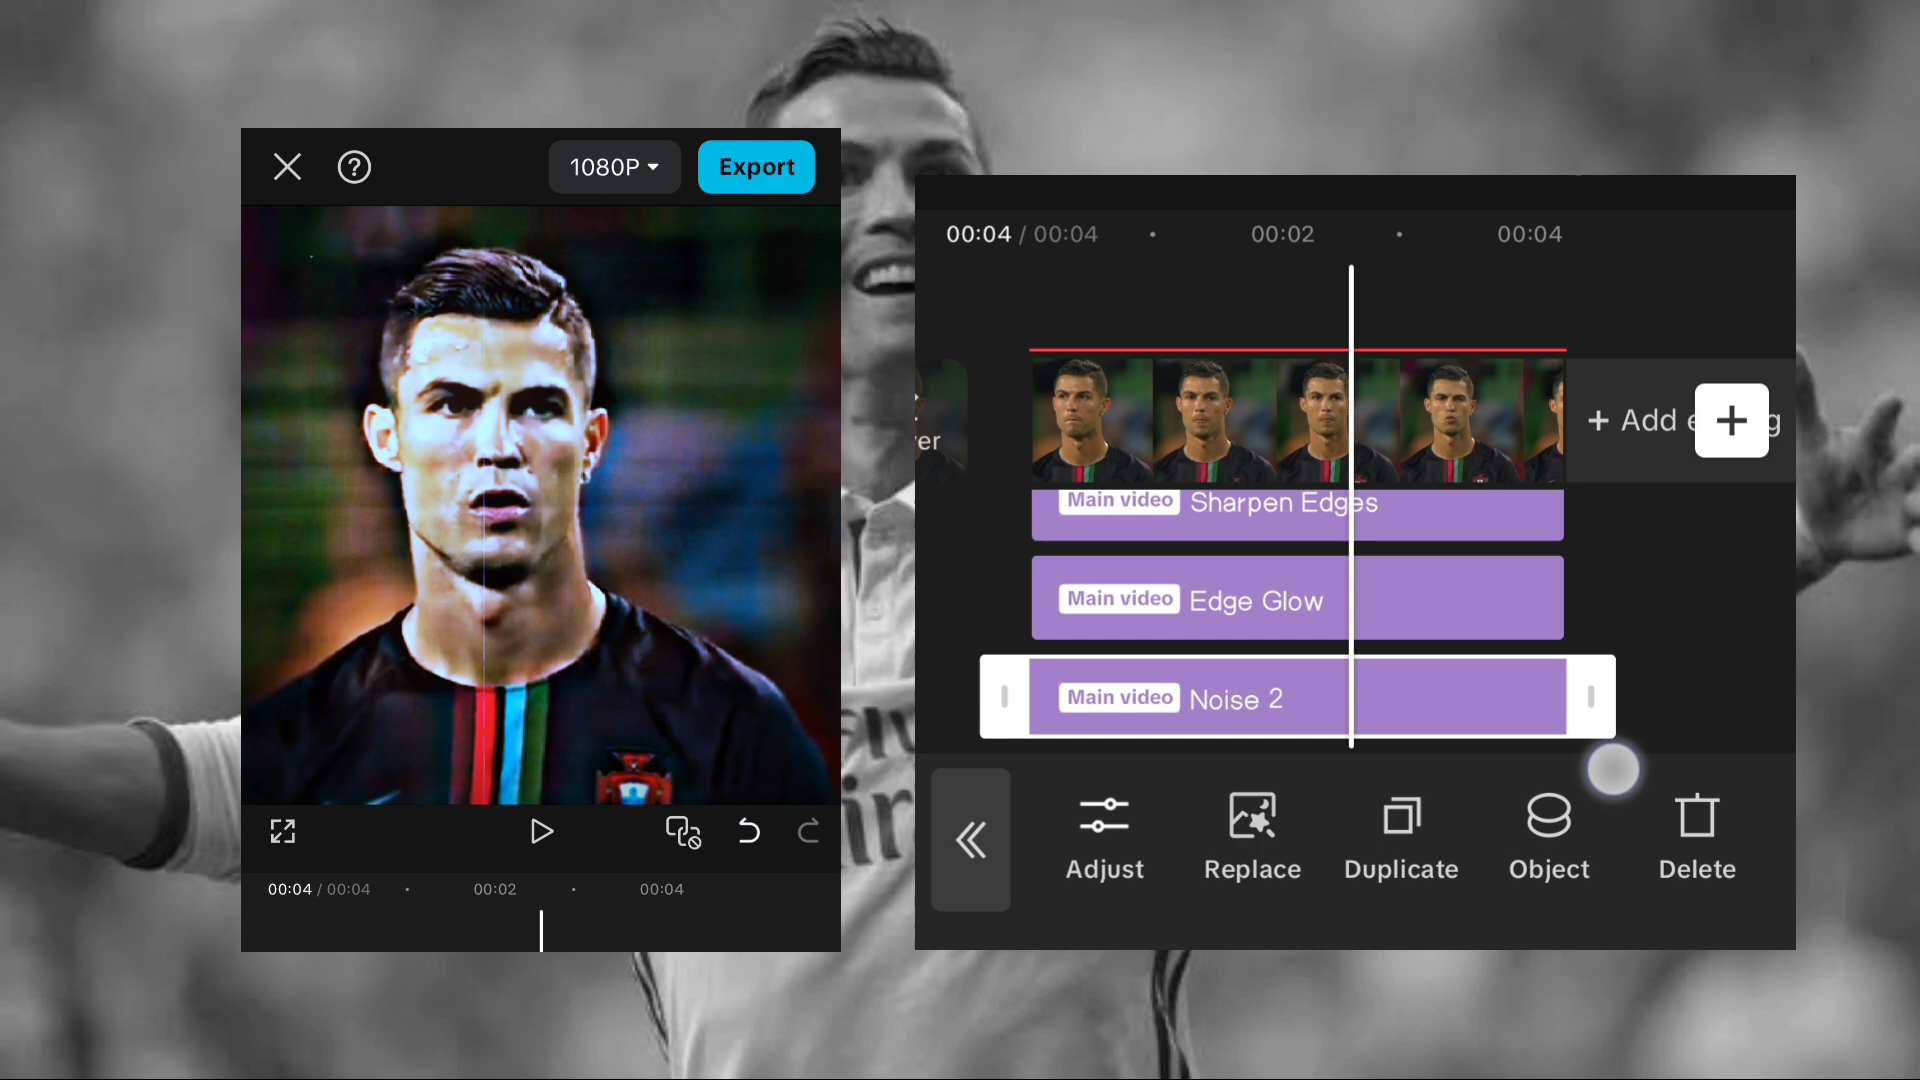 1080P
Export
00:04 / 00:04
00:02
00:04
00:04 / 00:04
00:02
00:04
er
+ Add e g
Main video Sharpen Edges
Main video Edge Glow
Main video Noise 2
Adjust
Replace
Duplicate
Object
Delete